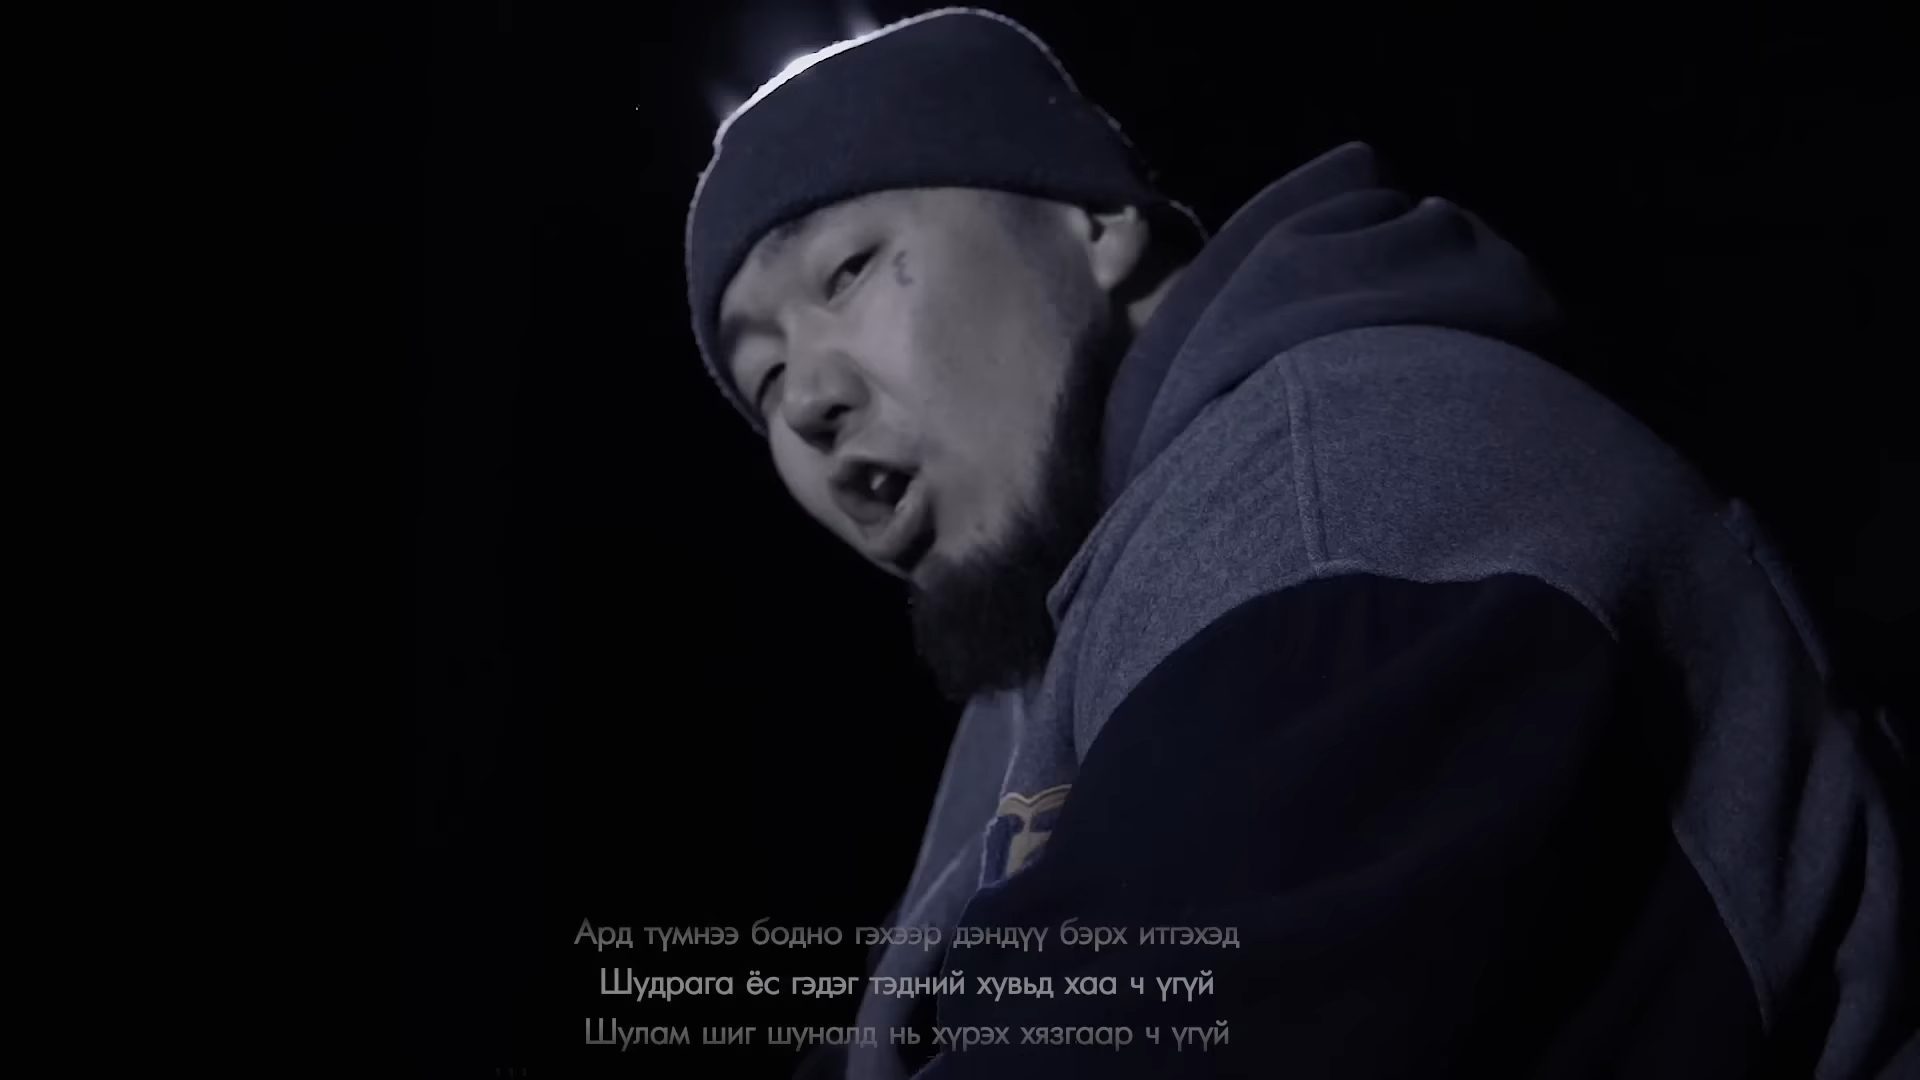 Ард түмнээ бодно гэхээр дэндүү бэрх итгэхэд
Шудрага ёс гэдэг тэдний хувьд хаа ч үгүй
Шулам шиг шуналд нь хүрэх хязгаар ч үгүй